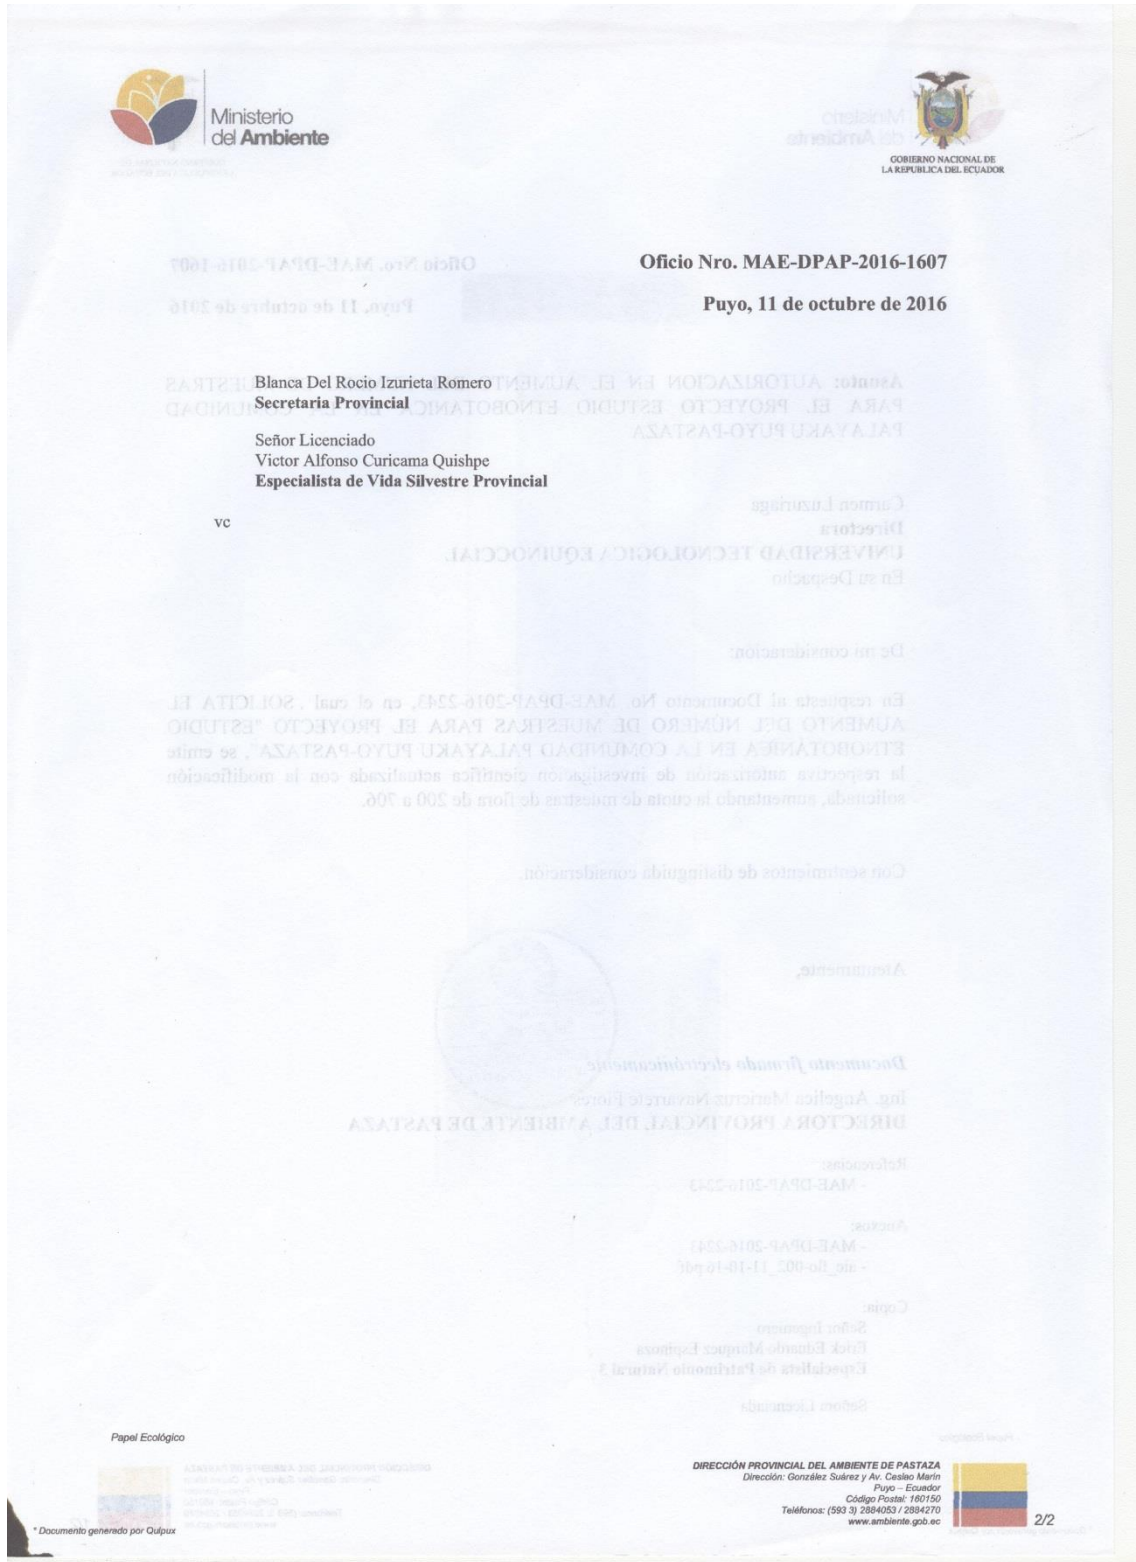 Ministerio
del Ambiente
GOBIERNO NACIONAL DE
LA REPUBLICA DEL ECUADOR
Oficio Nro. MAE-DPAP-2016-1607
Puyo, 11 de octubre de 2016
Blanca Del Rocio Izurieta Romero
Secretaria Provincial
Señor Licenciado
Victor Alfonso Curicama Quishpe
Especialista de Vida Silvestre Provincial
vc
Papel Ecológico
DIRECCIÓN PROVINCIAL DEL AMBIENTE DE PASTAZA
Dirección: González Suárez y Av. Ceslao Marín
Puyo – Ecuador
Código Postal: 160150
Teléfonos: (593 3) 2884053 / 2884270
www.ambiente.gob.ec
2/2
* Documento generado por Quipux